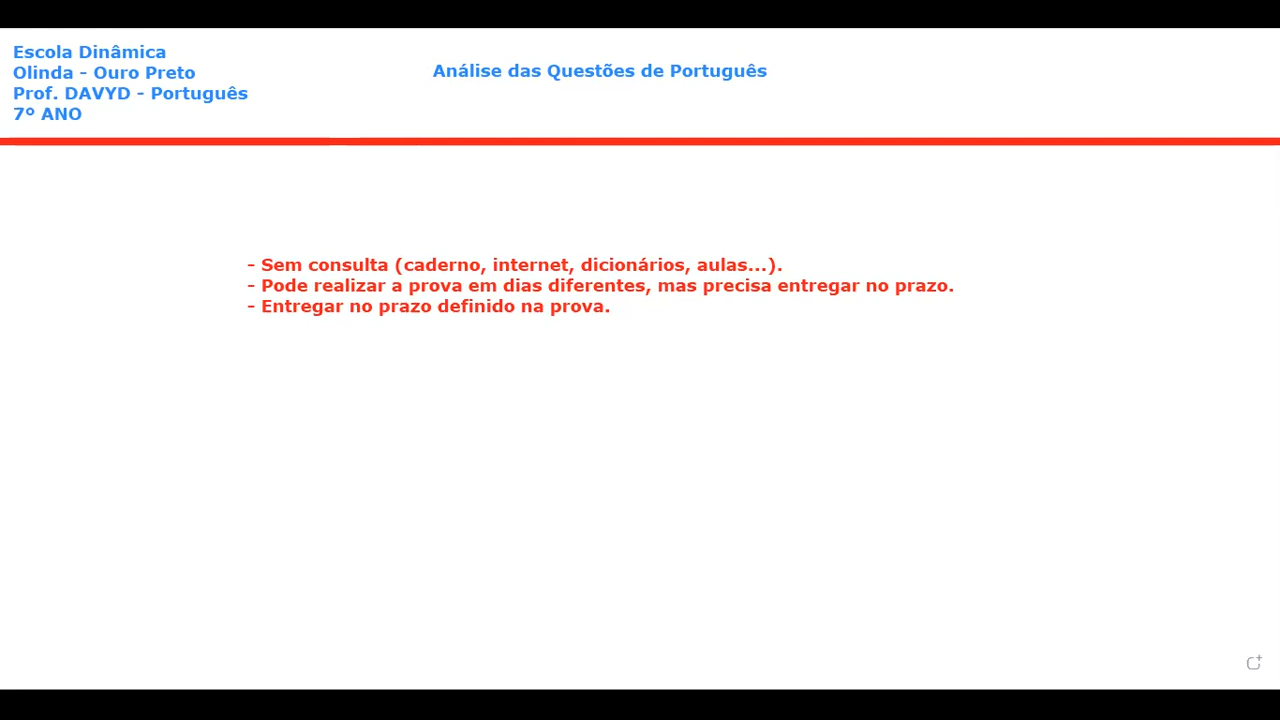 Escola Dinâmica
Olinda - Ouro Preto
Prof. DAVYD - Português
7º ANO
Análise das Questões de Português
- Sem consulta (caderno, internet, dicionários, aulas...).
- Pode realizar a prova em dias diferentes, mas precisa entregar no prazo.
- Entregar no prazo definido na prova.